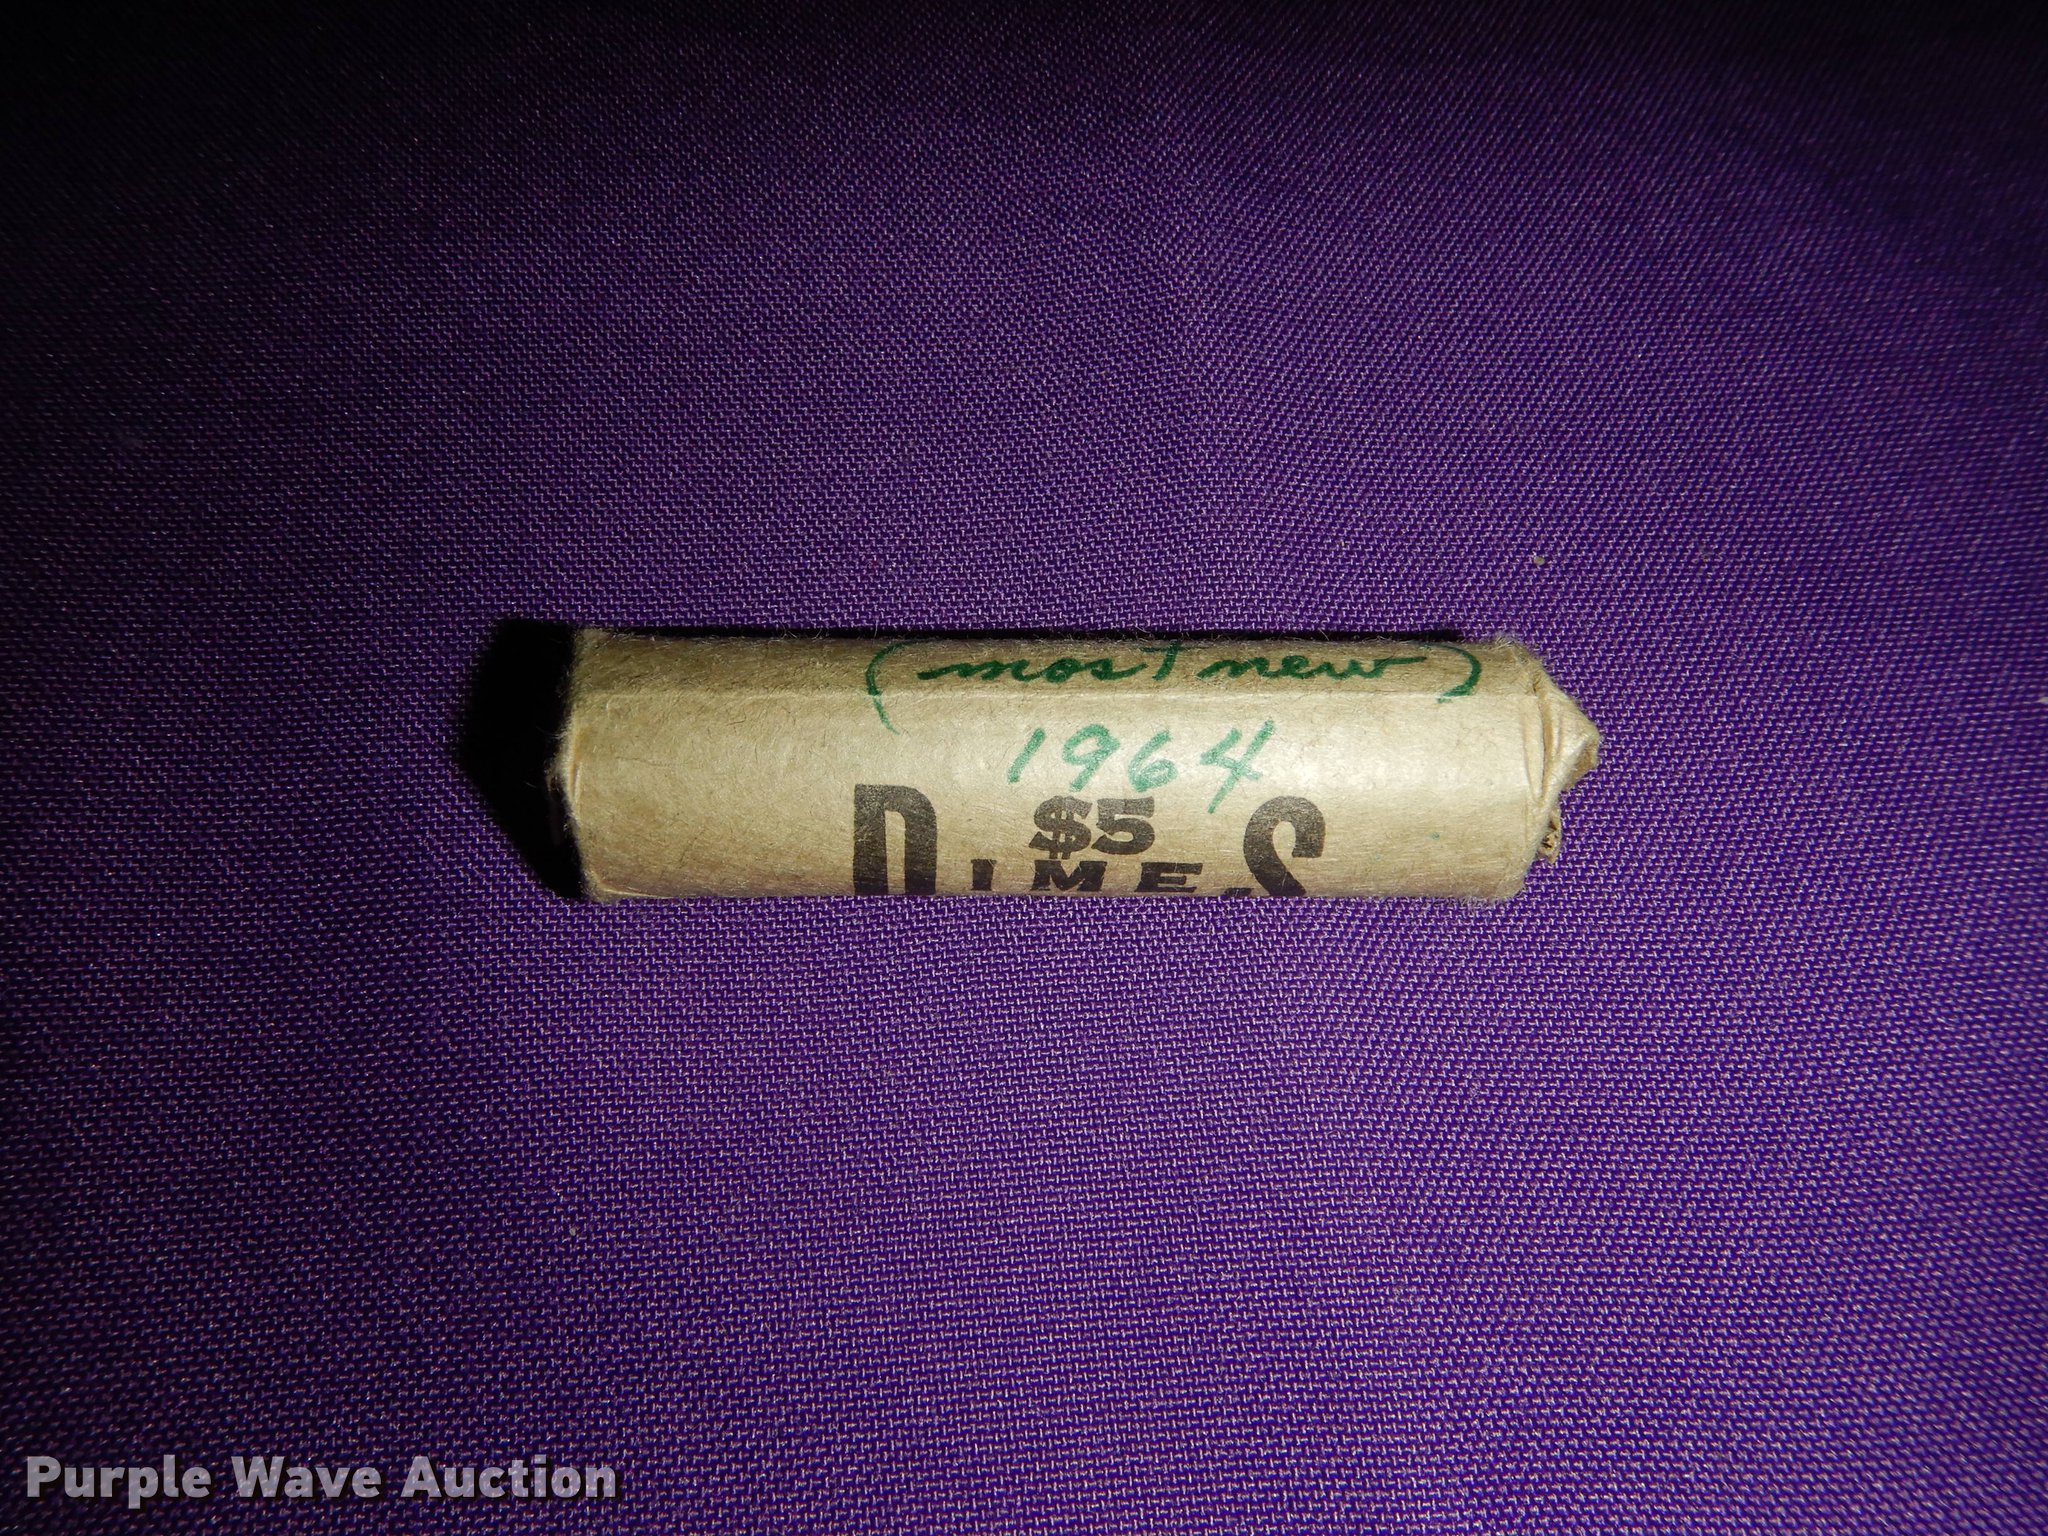 (most new)
1964
$5
DIMES
Purple Wave Auction